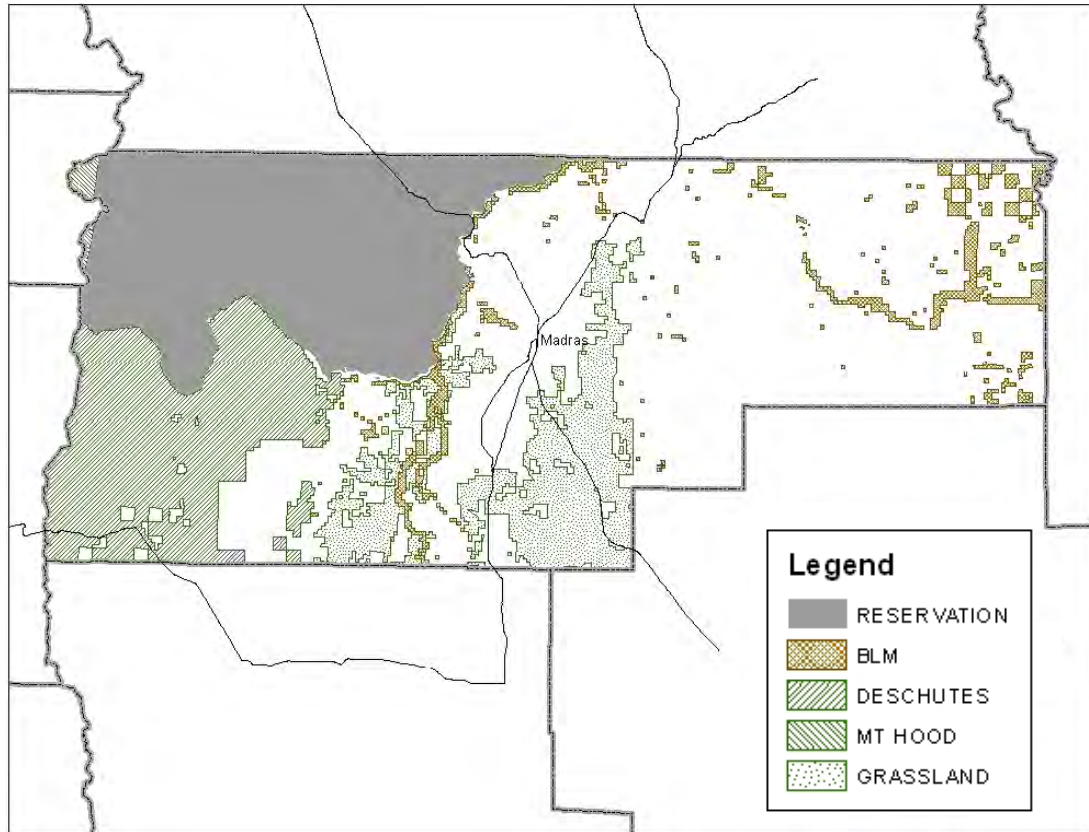 Madras
Legend
RESERVATION
BLM
DESCHUTES
MT HOOD
GRASSLAND